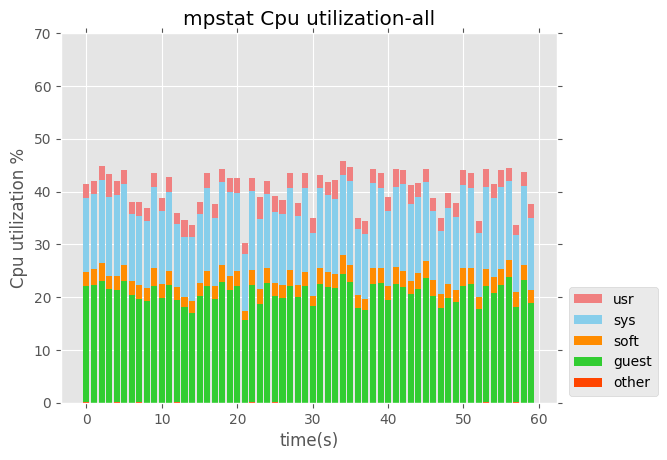 mpstat Cpu utilization-all
70
60
50
40
30
20
10
0
Cpu utilization %
0 10 20 30 40 50 60
time(s)
usr
sys
soft
guest
other